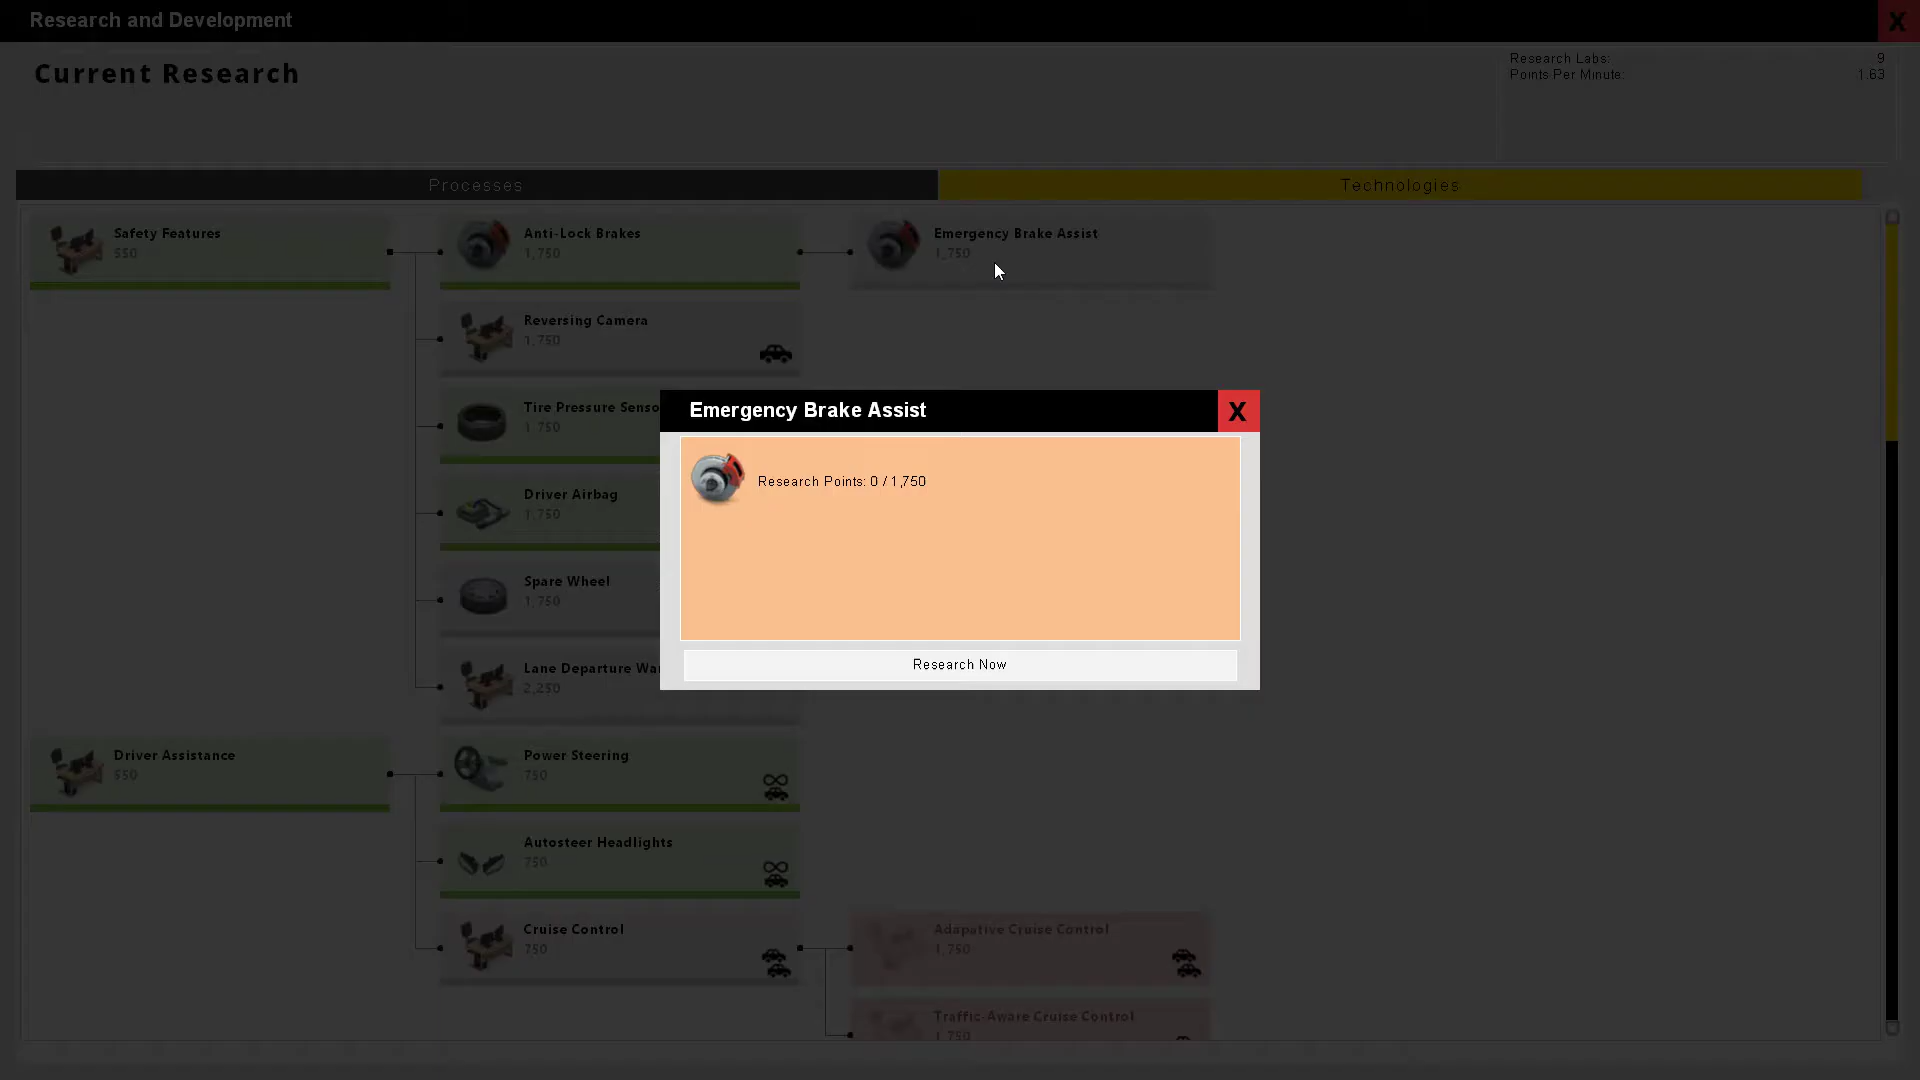 Research and Development
X
Current Research
Research Labs: 9
Points Per Minute: 1.63
Processes
Technologies
Safety Features
550
Anti-Lock Brakes
1,750
Emergency Brake Assist
1,750
Reversing Camera
1,750
Tire Pressure Senso
1,750
Driver Airbag
1,750
Spare Wheel
1,750
Lane Departure War
2,250
Emergency Brake Assist
X
Research Points: 0 / 1,750
Research Now
Driver Assistance
550
Power Steering
750
Autosteer Headlights
750
Cruise Control
750
Adapative Cruise Control
1,750
Traffic-Aware Cruise Control
1,750